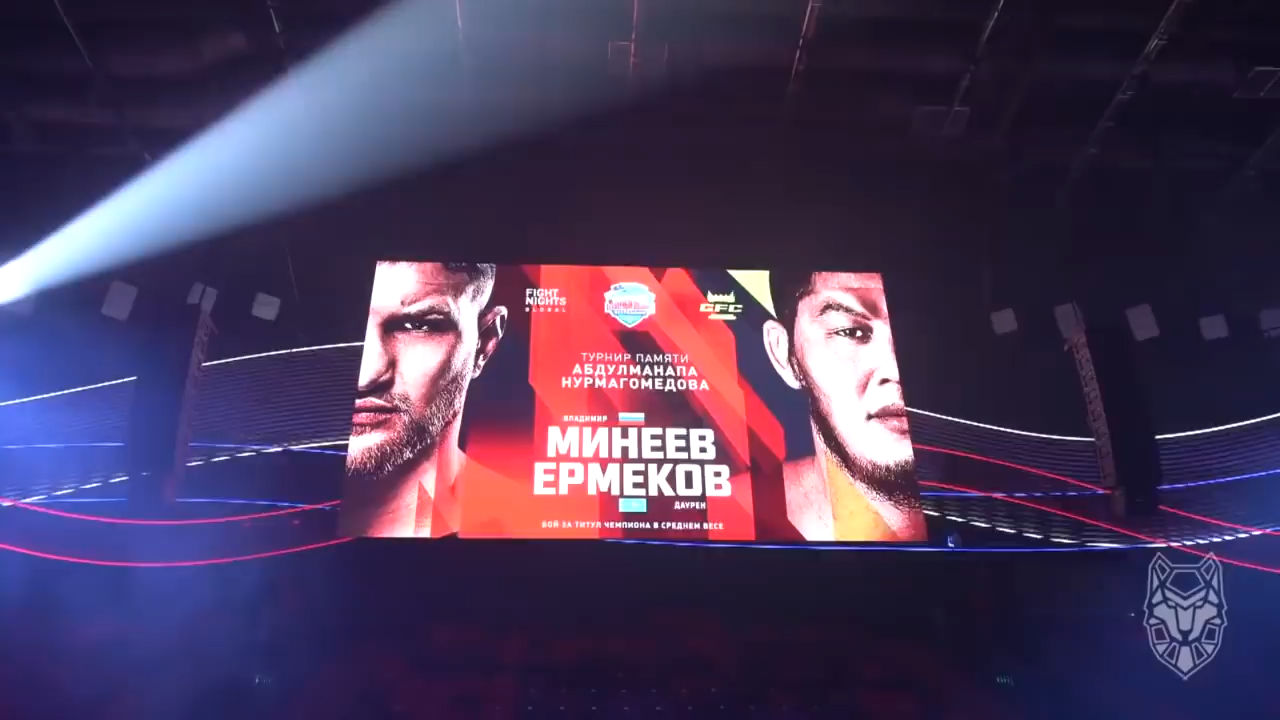 FIGHT
NIGHTS
GLOBAL
GFC
ТУРНИР ПАМЯТИ
АБДУЛМАНАПА
НУРМАГОМЕДОВА
ВЛАДИМИР
МИНЕЕВ
ЕРМЕКОВ
ДАУРЕН
БОЙ ЗА ТИТУЛ ЧЕМПИОНА В СРЕДНЕМ ВЕСЕ